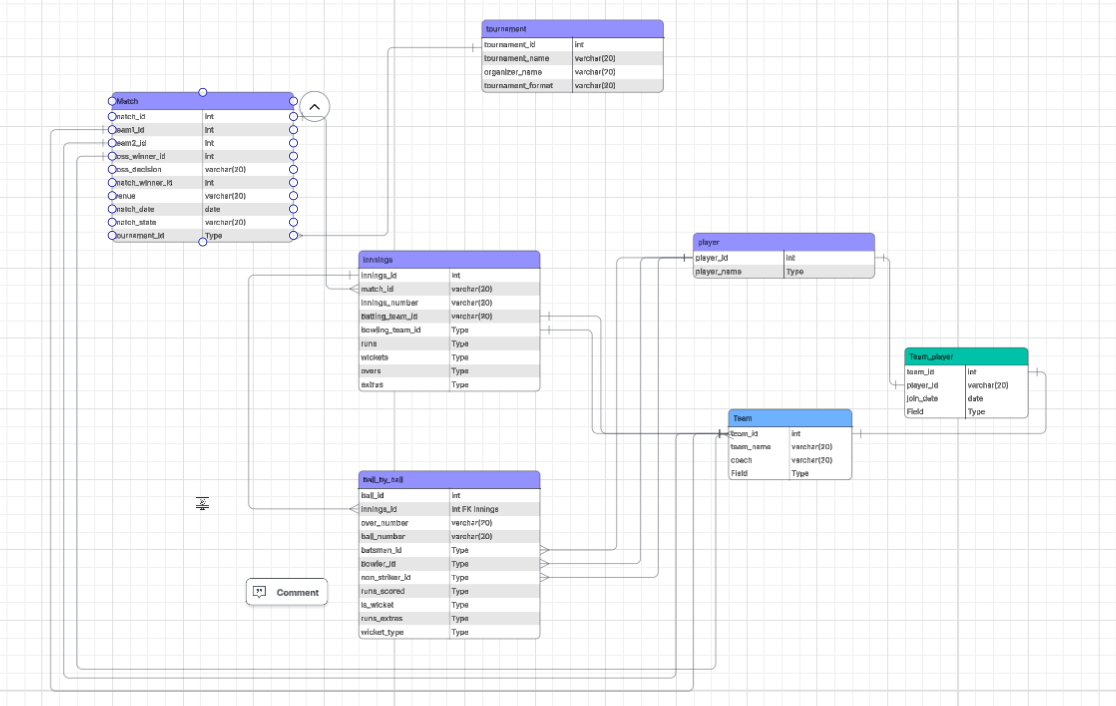 tournament
tournament_id int
tournament_name varchar(20)
organizer_name varchar(20)
tournament_format varchar(20)
Match
match_id int
team1_id int
team2_id int
toss_winner_id int
toss_decision varchar(20)
match_winner_id int
venue varchar(20)
match_date date
match_state varchar(20)
tournament_id Type
innings
innings_id int
match_id varchar(20)
innings_number varchar(20)
batting_team_id varchar(20)
bowling_team_id Type
runs Type
wickets Type
overs Type
extras Type
player
player_id int
player_name Type
Team_player
team_id int
player_id varchar(20)
join_date date
Field Type
Team
team_id int
team_name varchar(20)
coach varchar(20)
Field Type
Ball_by_ball
ball_id int
innings_id int FK innings
over_number varchar(20)
ball_number varchar(20)
batsman_id Type
bowler_id Type
non_striker_id Type
runs_scored Type
is_wicket Type
runs_extras Type
wicket_type Type
Comment